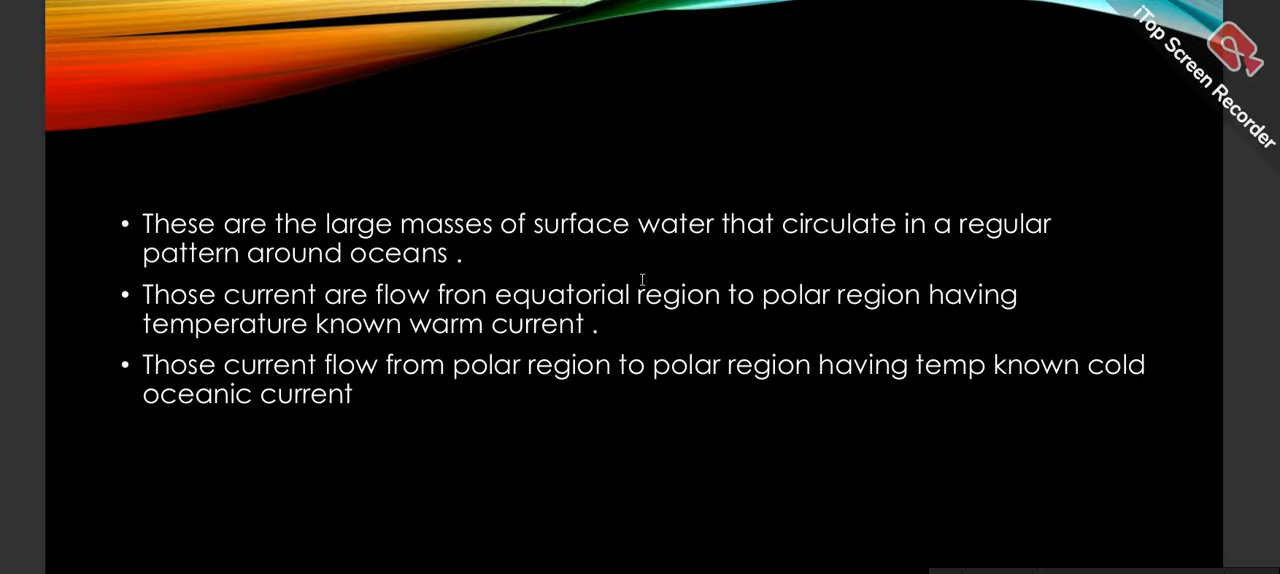 iTop Screen Recorder
• These are the large masses of surface water that circulate in a regular
pattern around oceans .
• Those current are flow fron equatorial region to polar region having
temperature known warm current .
• Those current flow from polar region to polar region having temp known cold
oceanic current